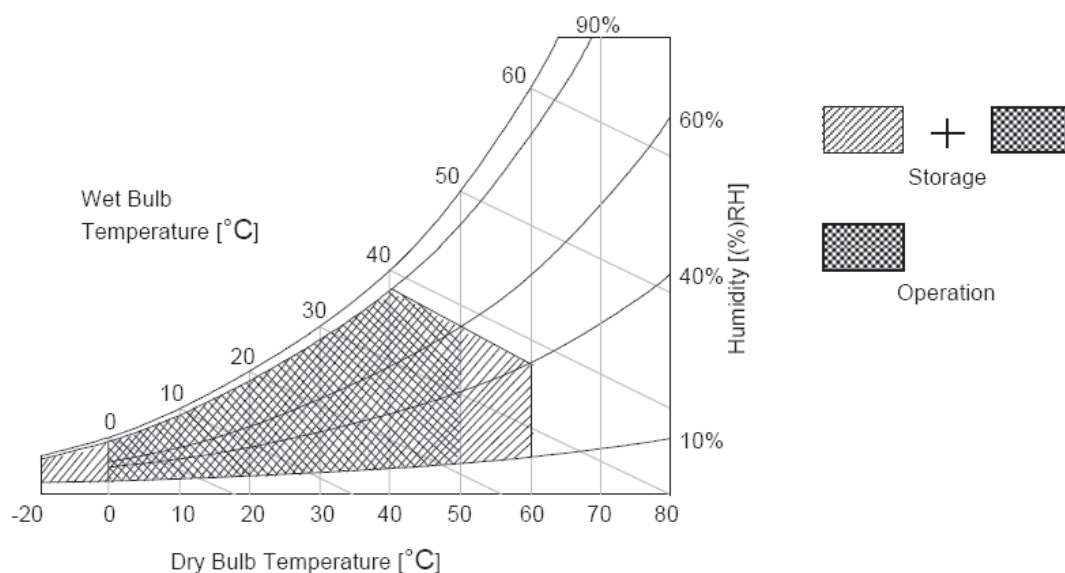 90%
60
60%
50
Wet Bulb
Temperature [°C]
40
40%
30
20
10
0
10%
-20 0 10 20 30 40 50 60 70 80
Dry Bulb Temperature [°C]
Humidity [(%)RH]
+
Storage
Operation